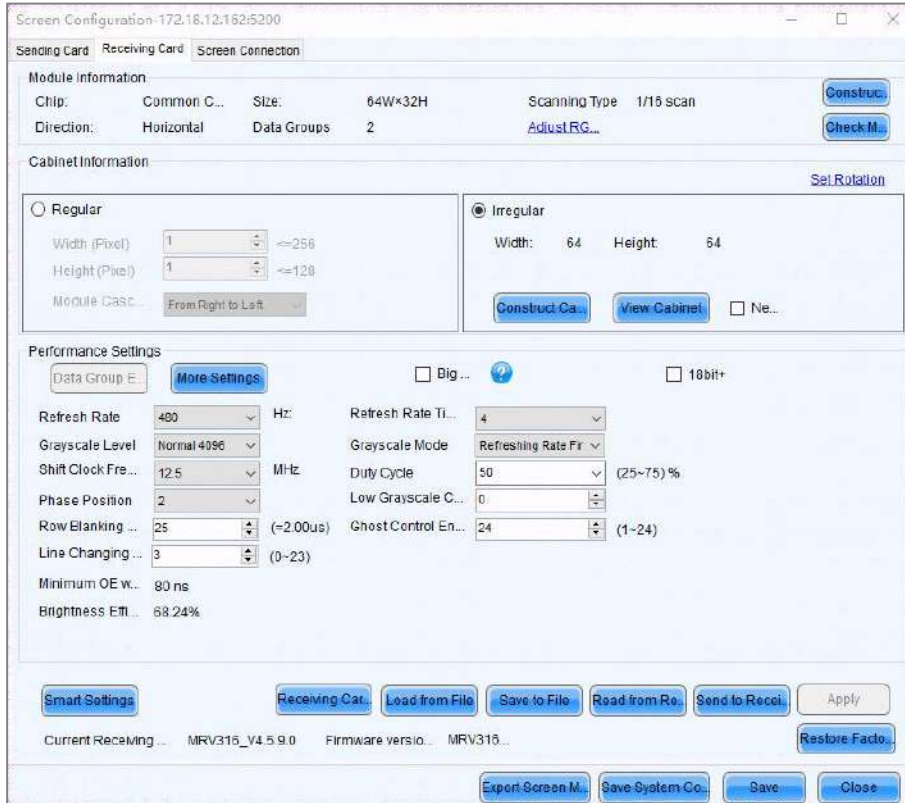 Screen Configuration-172.18.12.162:5200
Sending Card Receiving Card Screen Connection
Module Information
Chip: Common C... Size: 64W×32H Scanning Type 1/16 scan Construc...
Direction: Horizontal Data Groups 2 Adjust RG... Check M...
Cabinet Information
Set Rotation
Regular Irregular
Width (Pixel) 1 <=256 Width: 64 Height: 64
Height (Pixel) 1 <=128
Module Casc... From Right to Left Construct Ca... View Cabinet Ne...
Performance Settings
Data Group E... More Settings Big ... ? 18bit+
Refresh Rate 480 Hz: Refresh Rate Ti... 4
Grayscale Level Normal 4096 Grayscale Mode Refreshing Rate Fir
Shift Clock Fre... 12.5 MHz Duty Cycle 50 (25~75) %
Phase Position 2 Low Grayscale C... 0
Row Blanking ... 25 (=2.00us) Ghost Control En... 24 (1~24)
Line Changing ... 3 (0~23)
Minimum OE w... 80 ns
Brightness Effi... 68.24%
Smart Settings Receiving Car... Load from File Save to File Read from Re... Send to Recei... Apply
Current Receiving ... MRV316_V4.5.9.0 Firmware versio... MRV316... Restore Facto...
Export Screen M... Save System Co... Save Close